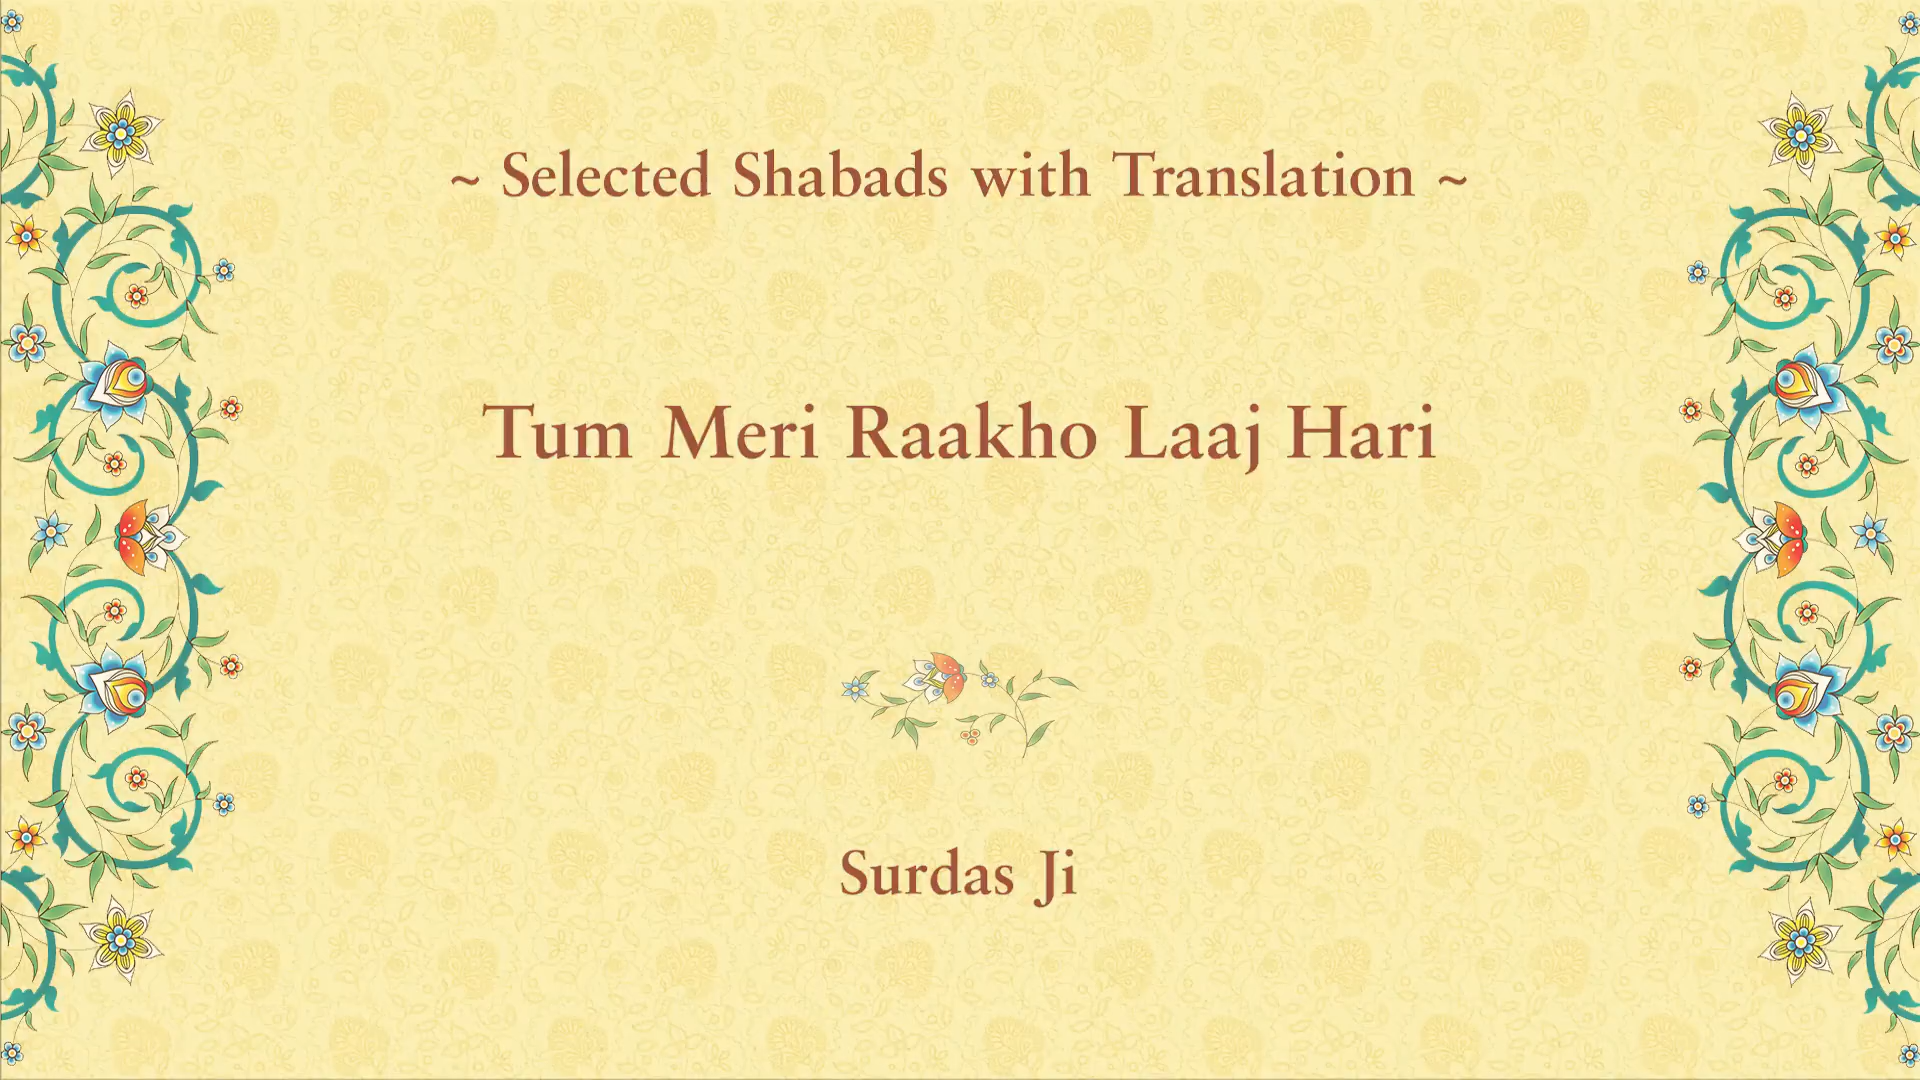 ~ Selected Shabads with Translation ~
Tum Meri Raakho Laaj Hari
Surdas Ji